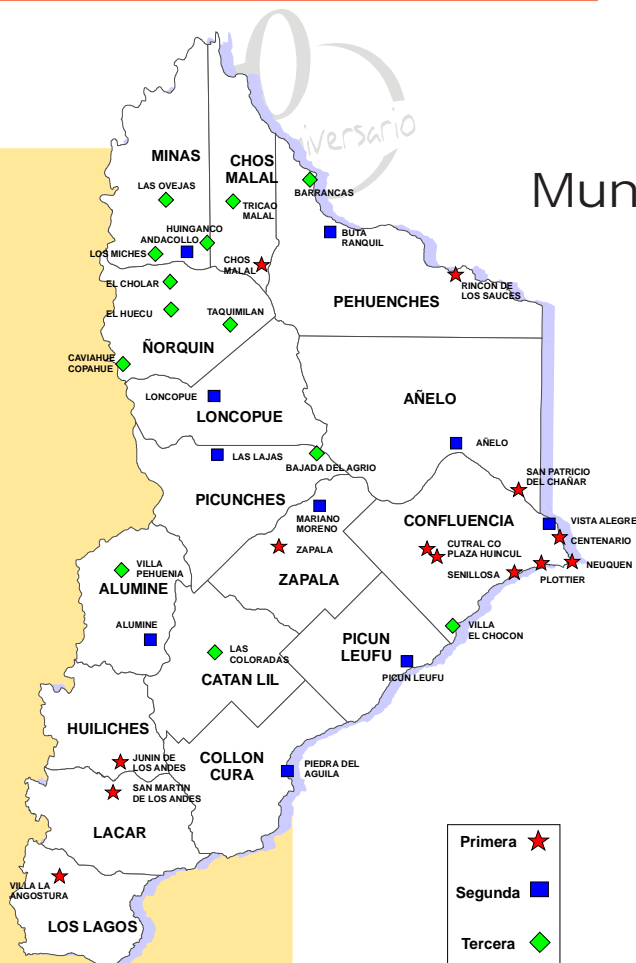 iversario
Mun
MINAS
CHOS
MALAL
LAS OVEJAS
TRICAO
MALAL
BARRANCAS
HUINGANCO
ANDACOLLO
LOS MICHES
BUTA
RANQUIL
CHOS
MALAL
RINCON DE
LOS SAUCES
PEHUENCHES
EL CHOLAR
EL HUECU
TAQUIMILAN
ÑORQUIN
CAVIAHUE
COPAHUE
LONCOPUE
LONCOPUE
AÑELO
AÑELO
LAS LAJAS
BAJADA DEL AGRIO
PICUNCHES
SAN PATRICIO
DEL CHAÑAR
MARIANO
MORENO
CONFLUENCIA
VISTA ALEGRE
CENTENARIO
CUTRAL CO
PLAZA HUINCUL
ZAPALA
ZAPALA
SENILLOSA
PLOTTIER
NEUQUEN
VILLA
PEHUENIA
ALUMINE
ALUMINE
VILLA
EL CHOCON
PICUN
LEUFU
PICUN LEUFU
LAS
COLORADAS
CATAN LIL
HUILICHES
JUNIN DE
LOS ANDES
COLLON
CURA
PIEDRA DEL
AGUILA
SAN MARTIN
DE LOS ANDES
LACAR
VILLA LA
ANGOSTURA
LOS LAGOS
Primera
Segunda
Tercera